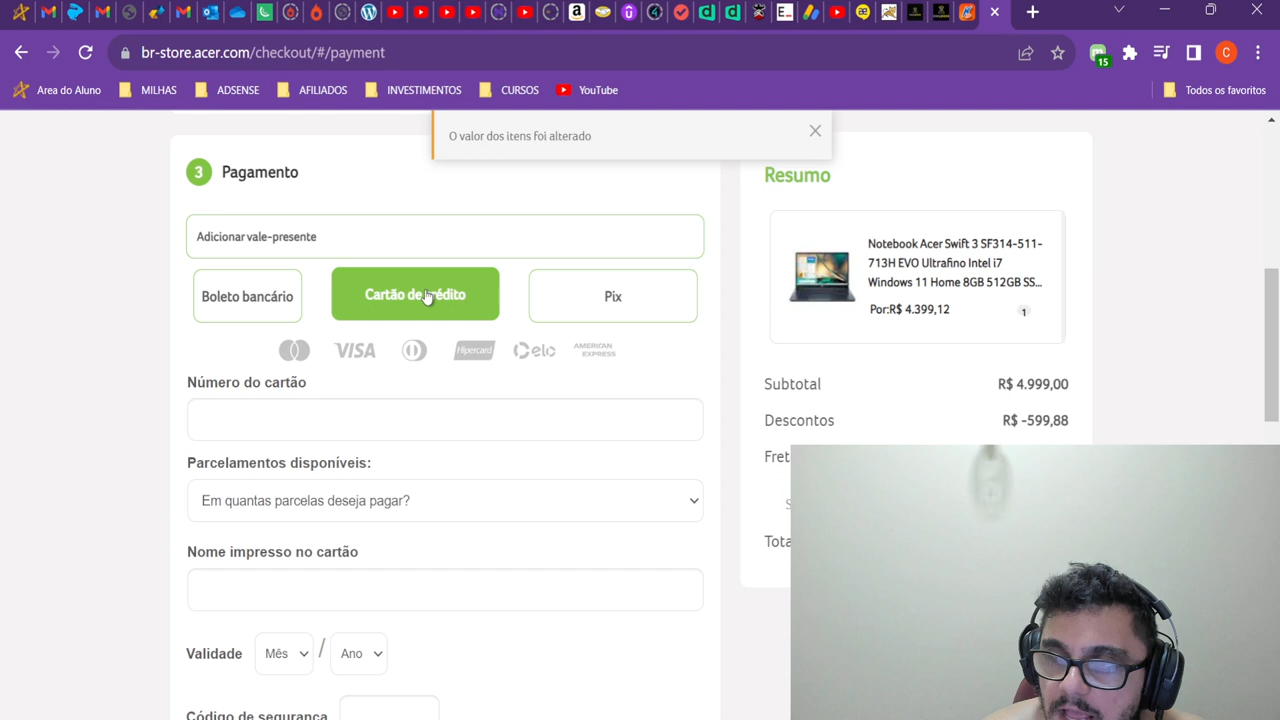 br-store.acer.com/checkout/#/payment
15
C
Area do Aluno
MILHAS
ADSENSE
AFILIADOS
INVESTIMENTOS
CURSOS
YouTube
Todos os favoritos
O valor dos itens foi alterado
3 Pagamento
Adicionar vale-presente
Boleto bancário
Cartão de crédito
Pix
VISA
Hipercard
elo
AMERICAN
EXPRESS
Número do cartão
Parcelamentos disponíveis:
Em quantas parcelas deseja pagar?
Nome impresso no cartão
Validade
Mês
/
Ano
Código de segurança
Resumo
Notebook Acer Swift 3 SF314-511-
713H EVO Ultrafino Intel i7
Windows 11 Home 8GB 512GB SS...
Por:R$ 4.399,12
1
Subtotal R$ 4.999,00
Descontos R$ -599,88
Fret
Tota